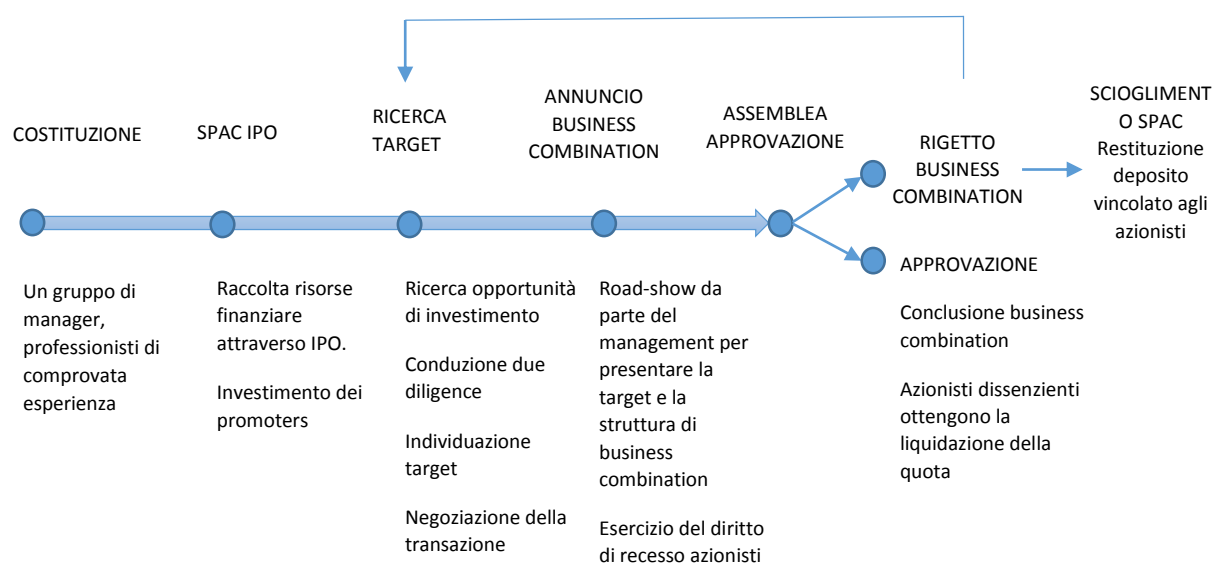 COSTITUZIONE
SPAC IPO
RICERCA
TARGET
ANNUNCIO
BUSINESS
COMBINATION
ASSEMBLEA
APPROVAZIONE
RIGETTO
BUSINESS
COMBINATION
SCIOGLIMENT
O SPAC
Restituzione
deposito
vincolato agli
azionisti
Un gruppo di
manager,
professionisti di
comprovata
esperienza
Raccolta risorse
finanziare
attraverso IPO.
Investimento dei
promoters
Ricerca opportunità
di investimento
Conduzione due
diligence
Individuazione
target
Negoziazione della
transazione
Road-show da
parte del
management per
presentare la
target e la
struttura di
business
combination
Esercizio del diritto
di recesso azionisti
APPROVAZIONE
Conclusione business
combination
Azionisti dissenzienti
ottengono la
liquidazione della
quota